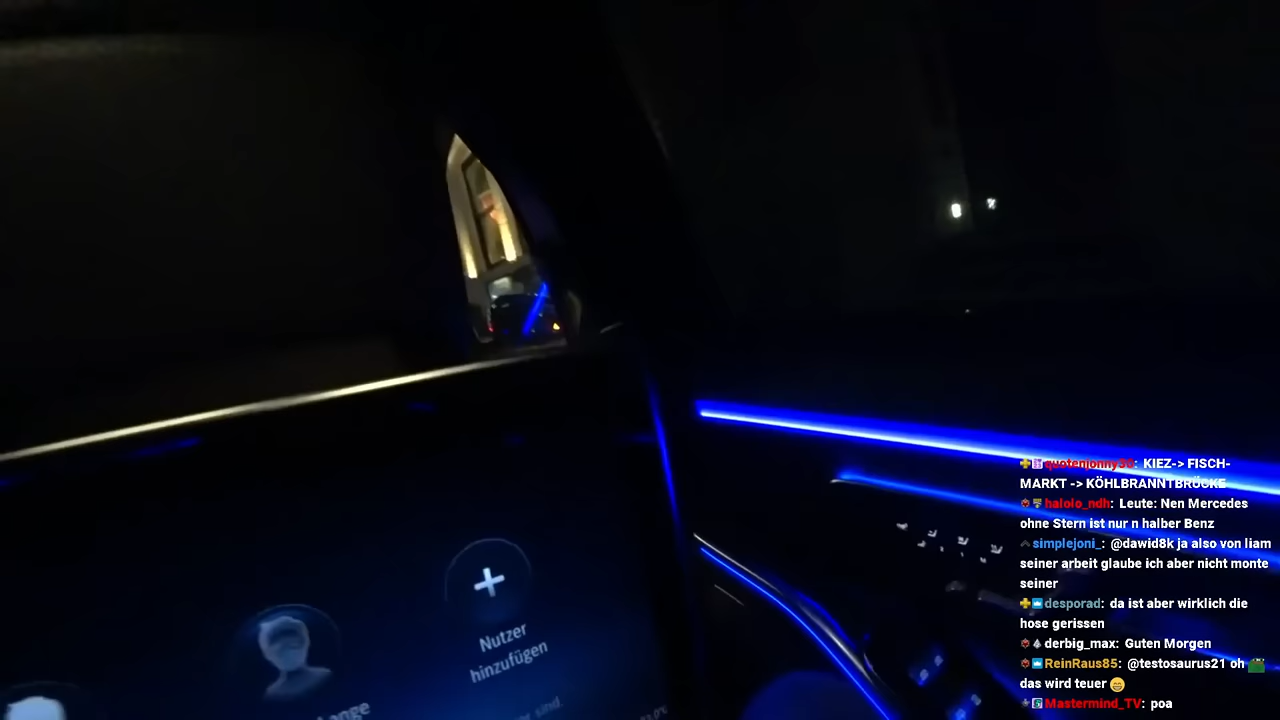 Nutzer
hinzufügen
quotenjonny33: KIEZ-> FISCH-
MARKT -> KÖHLBRANNTBRÜCKE
halolo_ndh: Leute: Nen Mercedes
ohne Stern ist nur n halber Benz
simplejoni_: @dawid8k ja also von liam
seiner arbeit glaube ich aber nicht monte
seiner
desporad: da ist aber wirklich die
hose gerissen
derbig_max: Guten Morgen
ReinRaus85: @testosaurus21 oh
das wird teuer
Mastermind_TV: poa